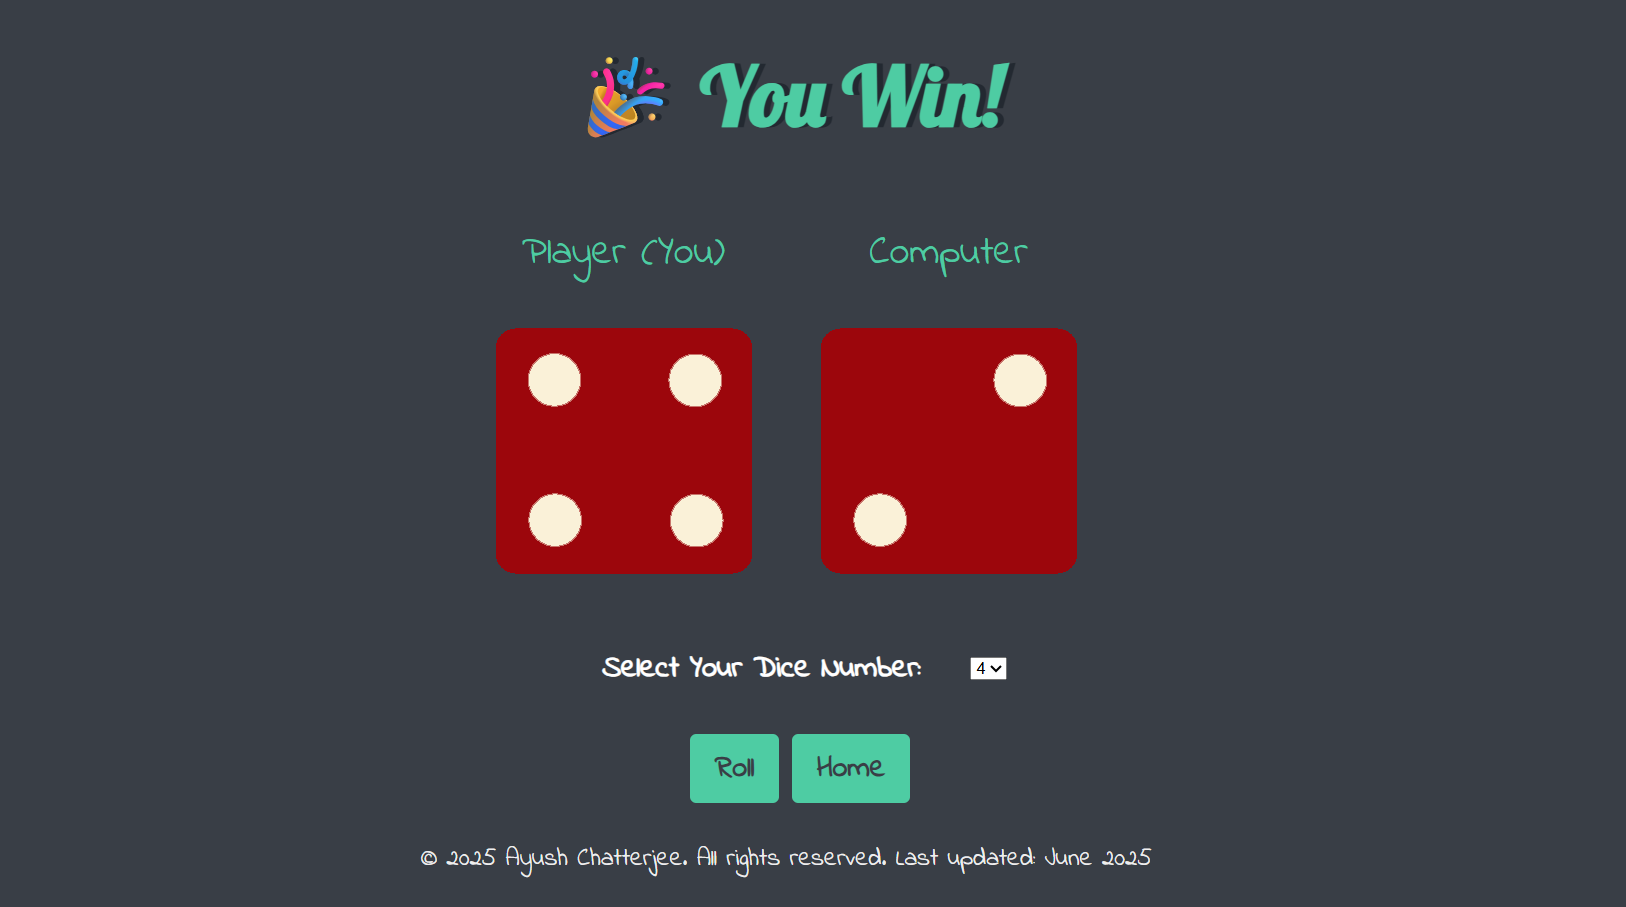 🎉 You Win!
Player (You) Computer
Select Your Dice Number: 4
Roll Home
© 2025 Ayush Chatterjee. All rights reserved. Last updated: June 2025